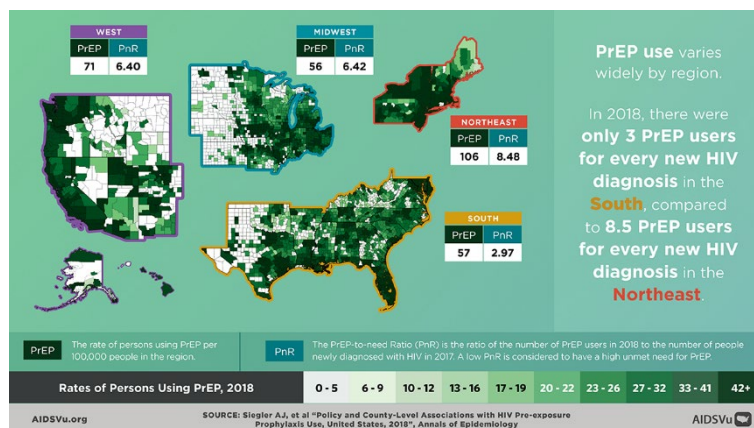 WEST
PrEP PnR
71 6.40
MIDWEST
PrEP PnR
56 6.42
NORTHEAST
PrEP PnR
106 8.48
SOUTH
PrEP PnR
57 2.97
PrEP use varies
widely by region.
In 2018, there were
only 3 PrEP users
for every new HIV
diagnosis in the
South, compared
to 8.5 PrEP users
for every new HIV
diagnosis in the
Northeast.
PrEP
The rate of persons using PrEP per
100,000 people in the region.
PnR
The PrEP-to-need Ratio (PnR) is the ratio of the number of PrEP users in 2018 to the number of people
newly diagnosed with HIV in 2017. A low PnR is considered to have a high unmet need for PrEP.
Rates of Persons Using PrEP, 2018 0 - 5 6 - 9 10 - 12 13 - 16 17 - 19 20 - 22 23 - 26 27 - 32 33 - 41 42+
AIDSVu.org
SOURCE: Siegler AJ, et al "Policy and County-Level Associations with HIV Pre-exposure
Prophylaxis Use, United States, 2018", Annals of Epidemiology
AIDSVu